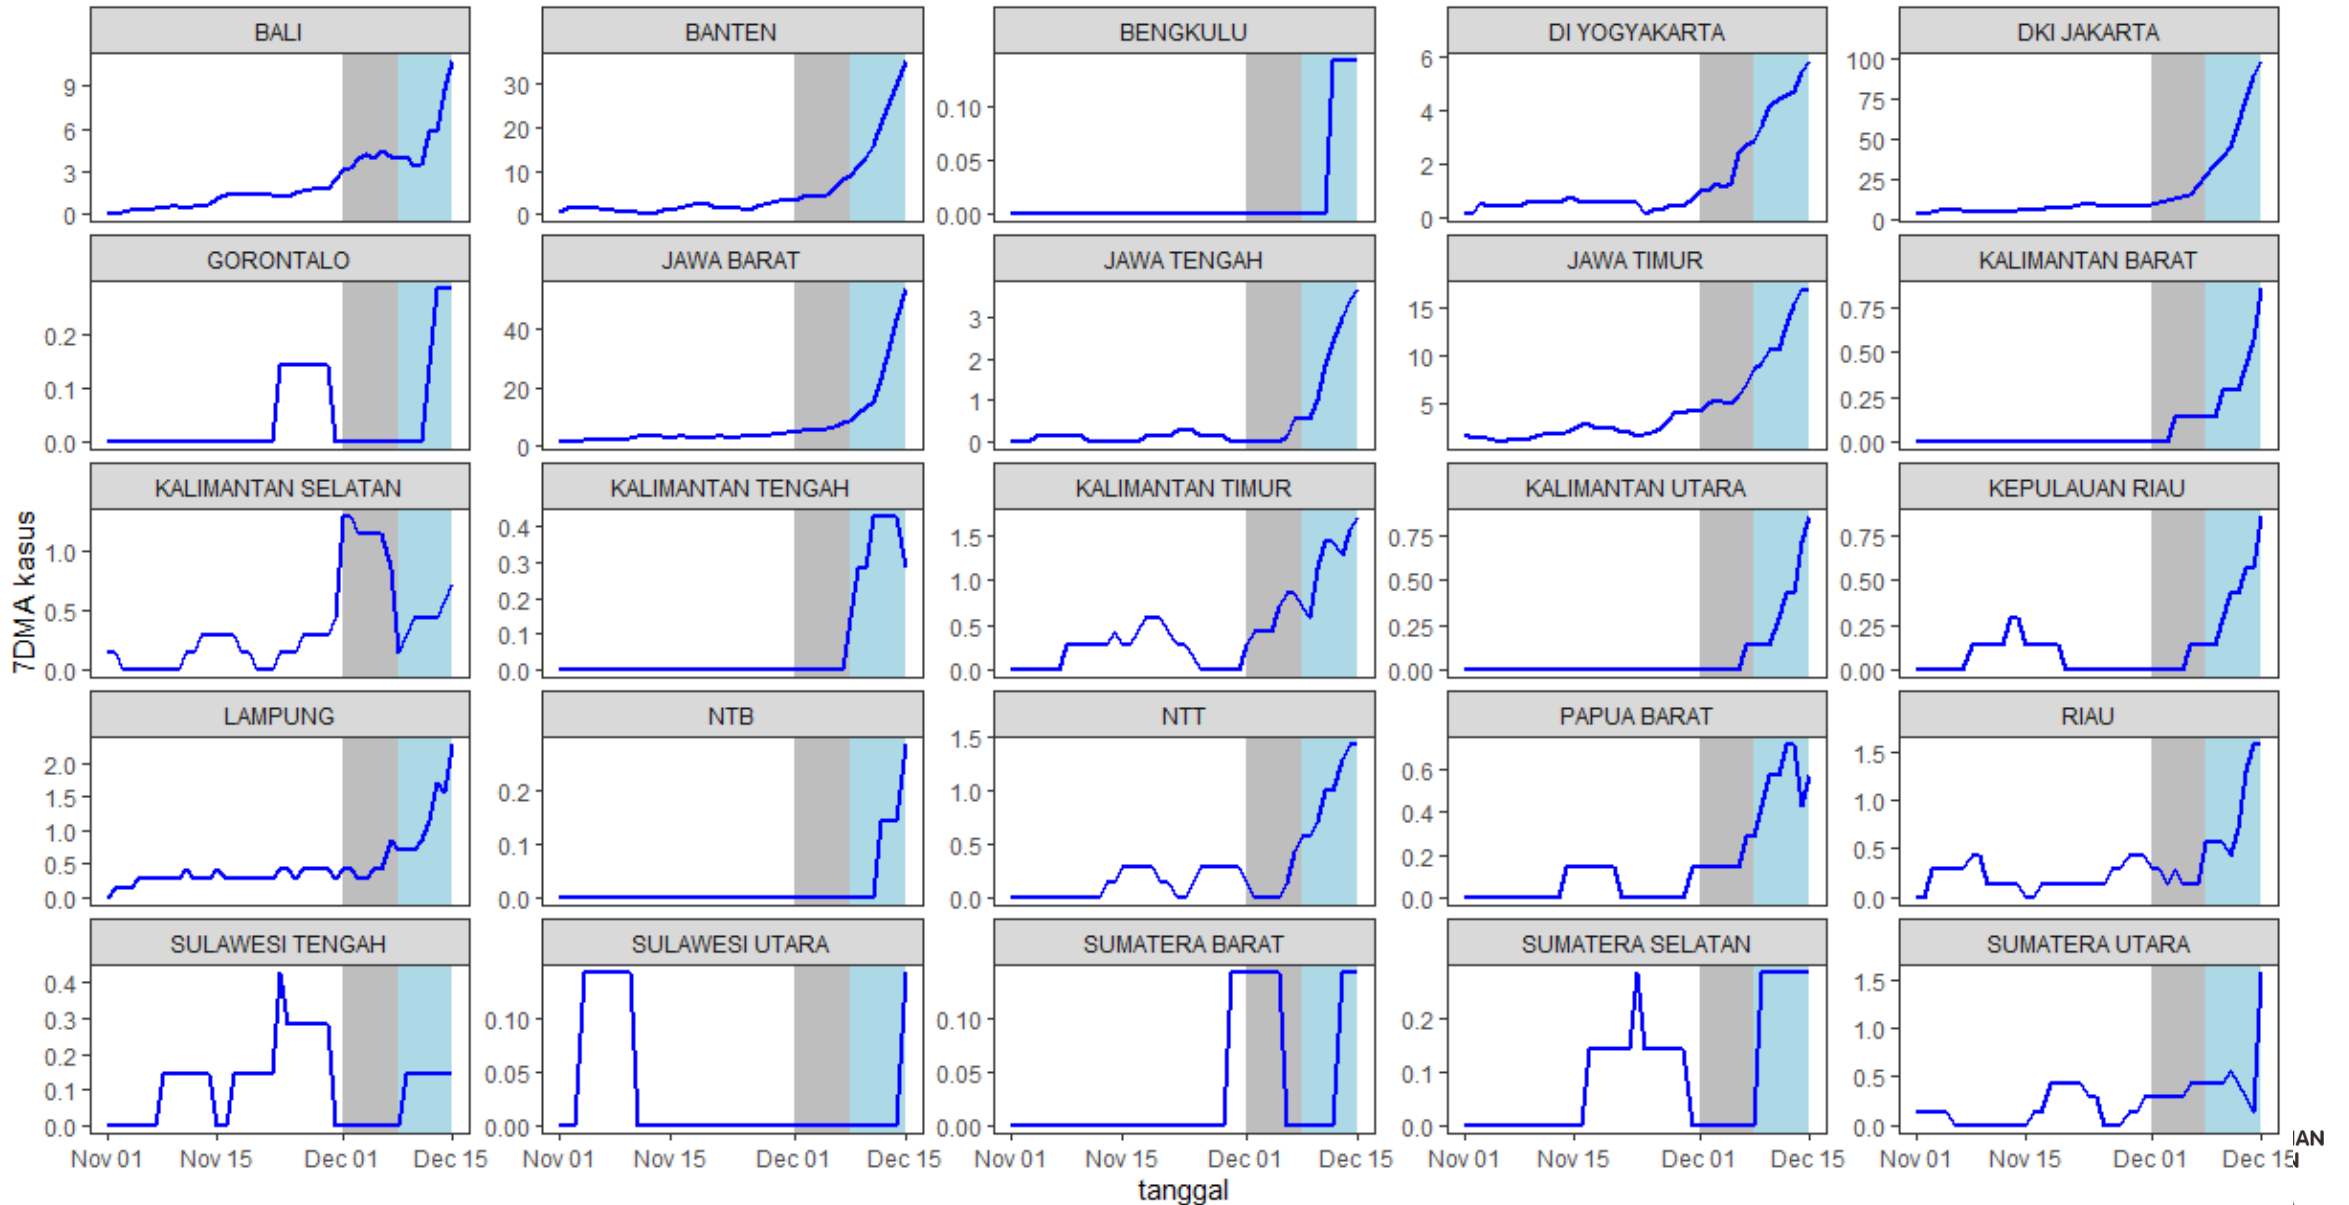 BALI BANTEN BENGKULU DI YOGYAKARTA DKI JAKARTA
9 6 3 0
30 20 10 0
0.10 0.05 0.00
6 4 2 0
100 75 50 25 0
GORONTALO JAWA BARAT JAWA TENGAH JAWA TIMUR KALIMANTAN BARAT
0.2 0.1 0.0
40 20 0
3 2 1 0
15 10 5
0.75 0.50 0.25 0.00
KALIMANTAN SELATAN KALIMANTAN TENGAH KALIMANTAN TIMUR KALIMANTAN UTARA KEPULAUAN RIAU
1.0 0.5 0.0
0.4 0.3 0.2 0.1 0.0
1.5 1.0 0.5 0.0
0.75 0.50 0.25 0.00
0.75 0.50 0.25 0.00
7DMA kasus
LAMPUNG NTB NTT PAPUA BARAT RIAU
2.0 1.5 1.0 0.5 0.0
0.2 0.1 0.0
1.5 1.0 0.5 0.0
0.6 0.4 0.2 0.0
1.5 1.0 0.5 0.0
SULAWESI TENGAH SULAWESI UTARA SUMATERA BARAT SUMATERA SELATAN SUMATERA UTARA
0.4 0.3 0.2 0.1 0.0
0.10 0.05 0.00
0.10 0.05 0.00
0.2 0.1 0.0
1.5 1.0 0.5 0.0
Nov 01 Nov 15 Dec 01 Dec 15 Nov 01 Nov 15 Dec 01 Dec 15 Nov 01 Nov 15 Dec 01 Dec 15 Nov 01 Nov 15 Dec 01 Dec 15 Nov 01 Nov 15 Dec 01 Dec 15
tanggal